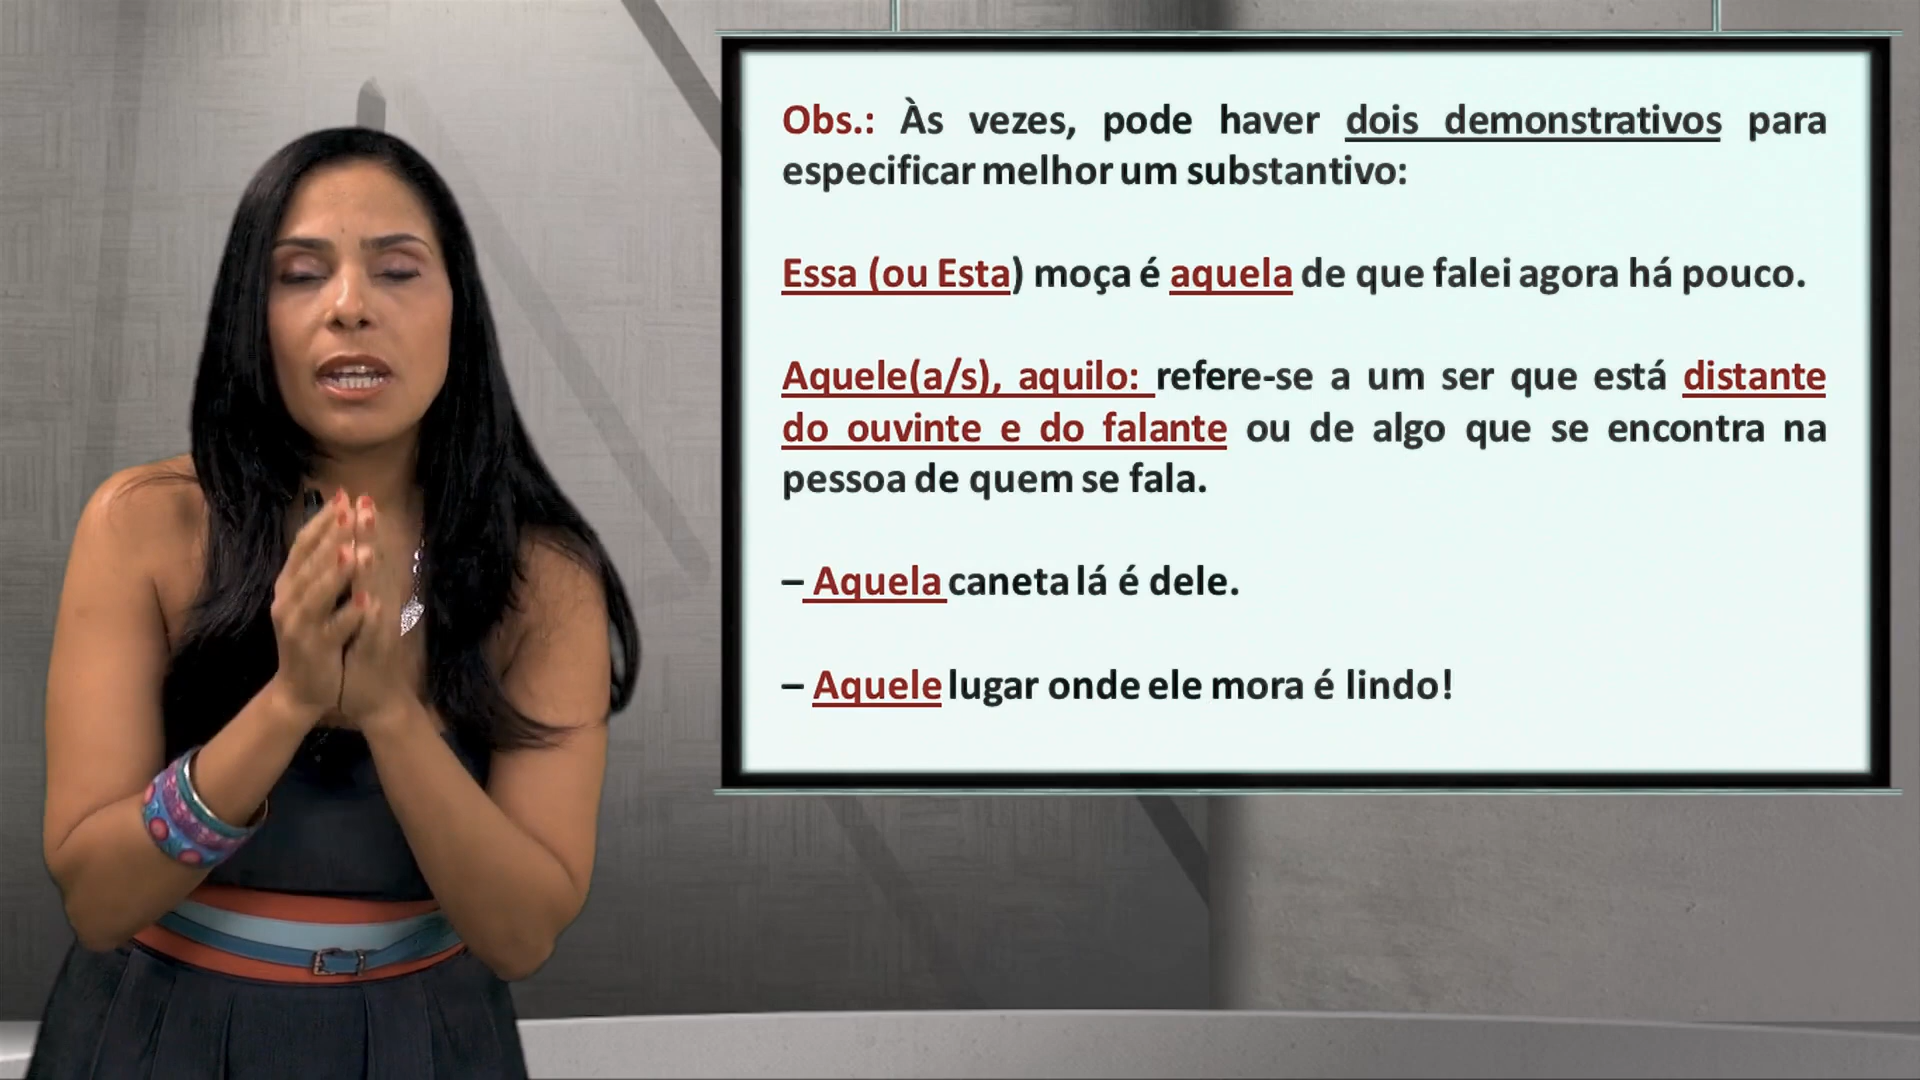 Obs.: Às vezes, pode haver dois demonstrativos para
especificar melhor um substantivo:
Essa (ou Esta) moça é aquela de que falei agora há pouco.
Aquele(a/s), aquilo: refere-se a um ser que está distante
do ouvinte e do falante ou de algo que se encontra na
pessoa de quem se fala.
– Aquela caneta lá é dele.
– Aquele lugar onde ele mora é lindo!